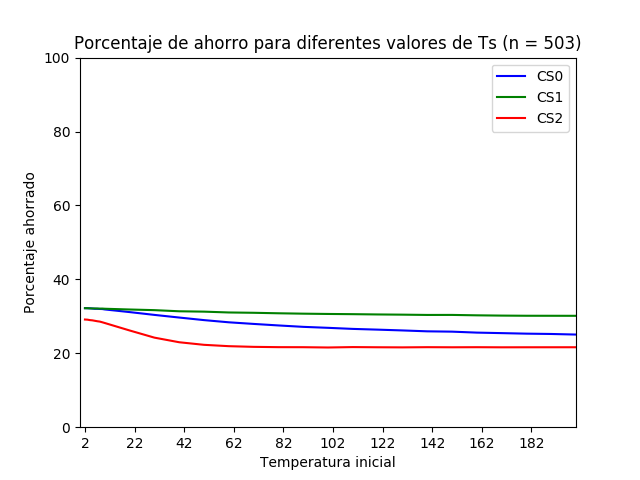 Porcentaje de ahorro para diferentes valores de Ts (n = 503)
CS0
CS1
CS2
Porcentaje ahorrado
100
80
60
40
20
0
2 22 42 62 82 102 122 142 162 182
Temperatura inicial